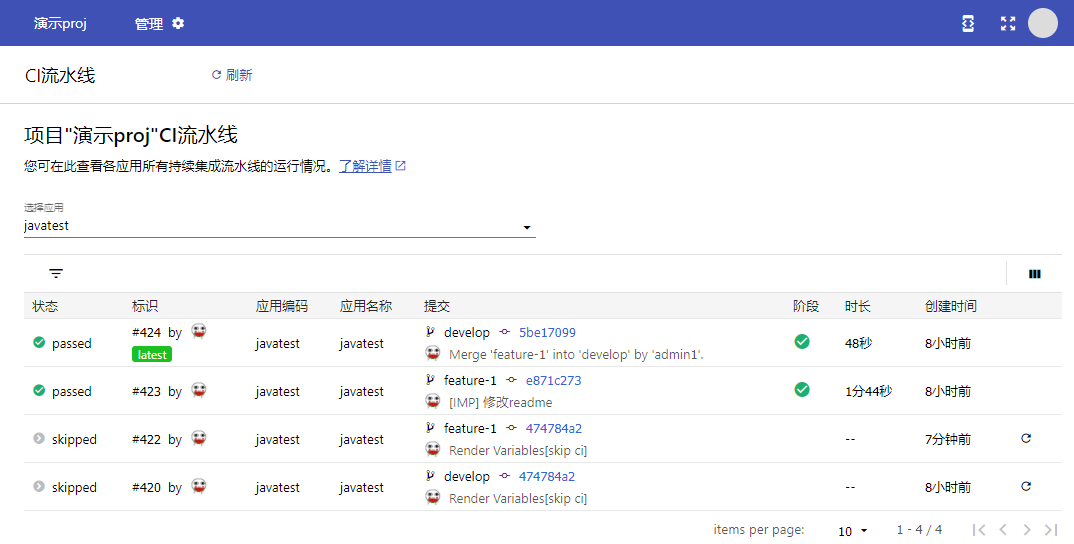 演示proj 管理
CI流水线 刷新
项目"演示proj"CI流水线
您可在此查看各应用所有持续集成流水线的运行情况。了解详情
选择应用
javatest
状态 标识 应用编码 应用名称 提交 阶段 时长 创建时间
passed #424 by latest javatest javatest develop 5be17099 Merge 'feature-1' into 'develop' by 'admin1'. 48秒 8小时前
passed #423 by javatest javatest feature-1 e871c273 [IMP] 修改readme 1分44秒 8小时前
skipped #422 by javatest javatest feature-1 474784a2 Render Variables[skip ci] -- 7分钟前
skipped #420 by javatest javatest develop 474784a2 Render Variables[skip ci] -- 8小时前
items per page: 10 1 - 4 / 4